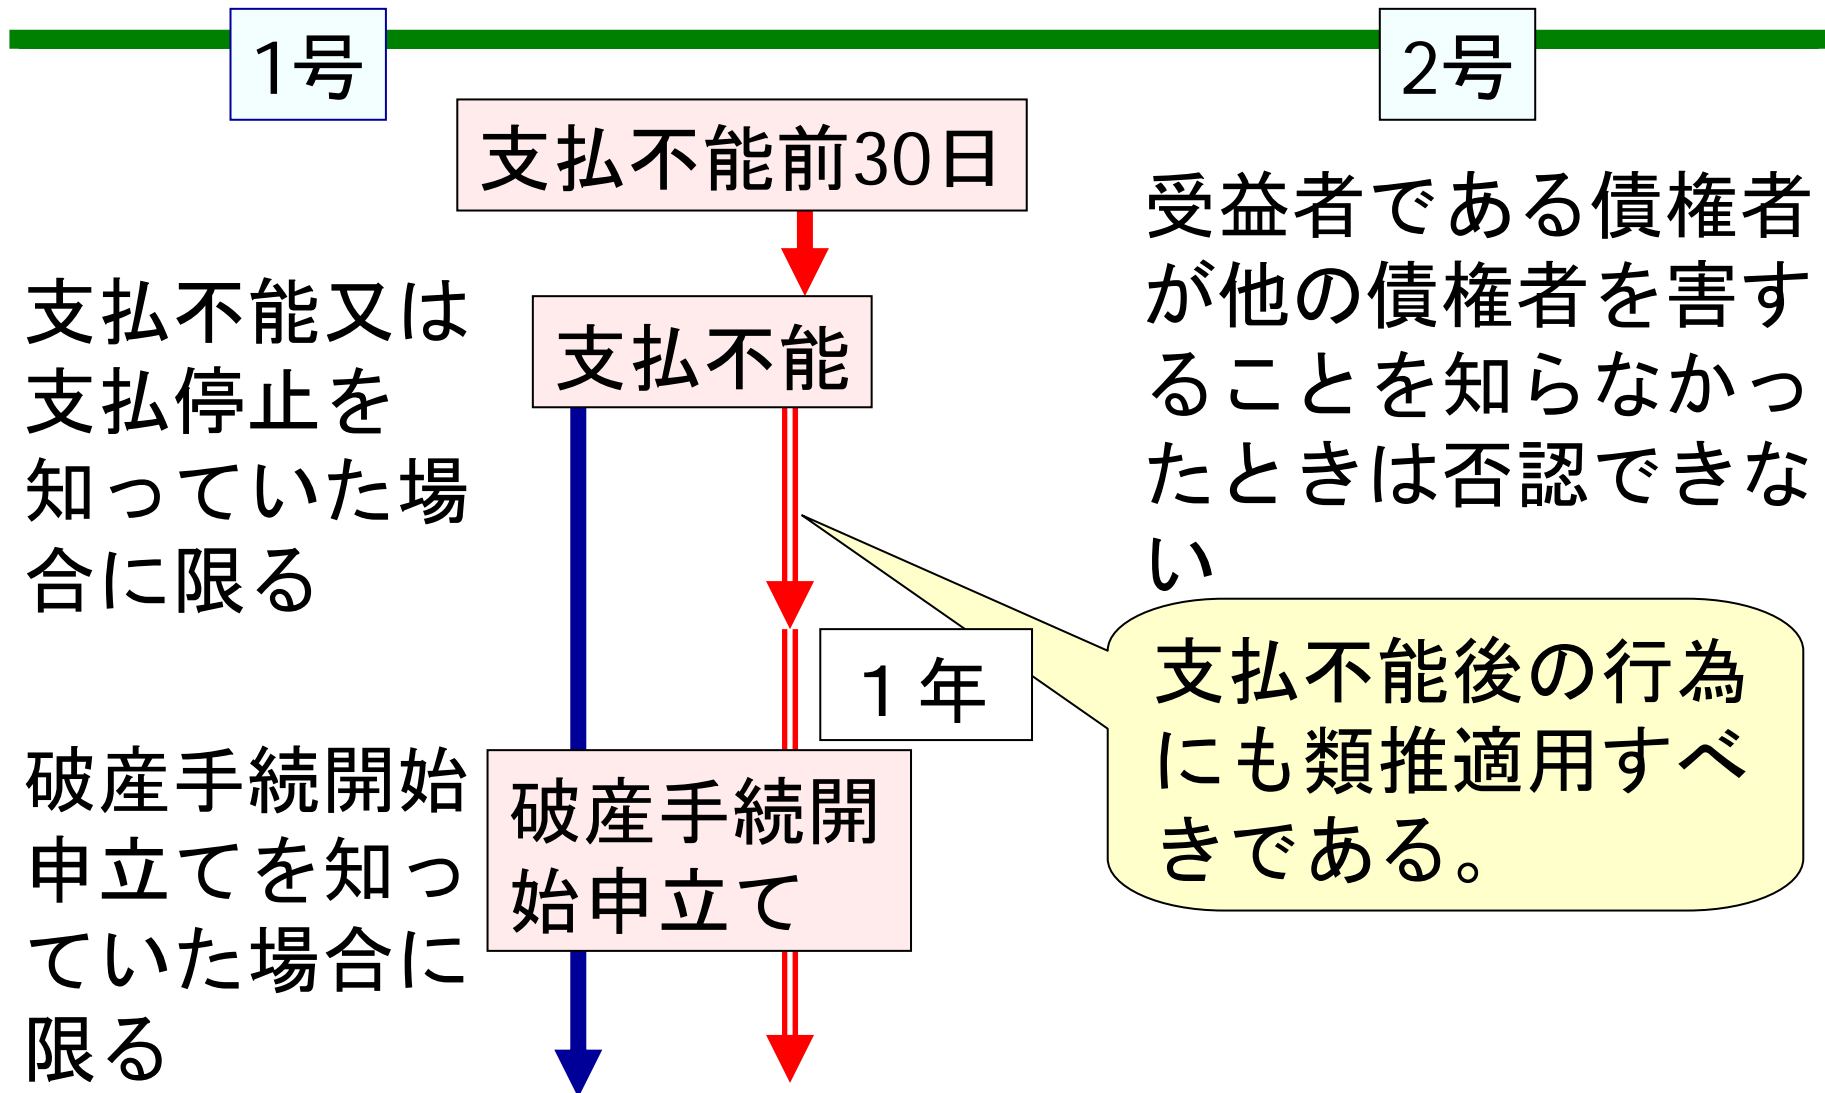 1号
2号
支払不能前30日
受益者である債権者
が他の債権者を害す
ることを知らなかっ
たときは否認できな
い
支払不能又は
支払停止を
知っていた場
合に限る
支払不能
1年
支払不能後の行為
にも類推適用すべ
きである。
破産手続開始
申立てを知っ
ていた場合に
限る
破産手続開
始申立て